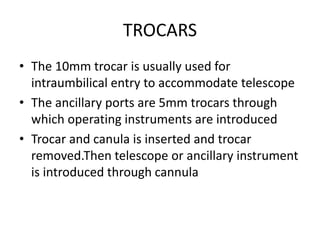 TROCARS
• The 10mm trocar is usually used for
intraumbilical entry to accommodate telescope
• The ancillary ports are 5mm trocars through
which operating instruments are introduced
• Trocar and canula is inserted and trocar
removed.Then telescope or ancillary instrument
is introduced through cannula